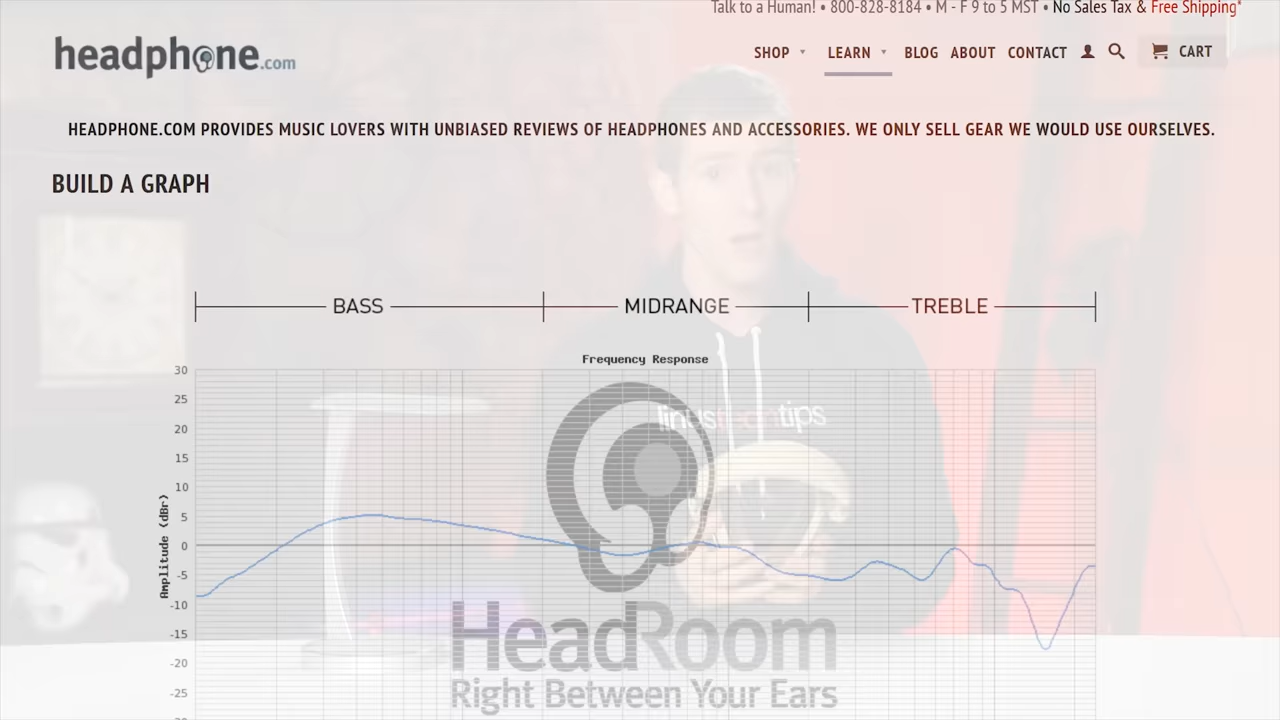 Talk to a Human! • 800-828-8184 • M - F 9 to 5 MST • No Sales Tax & Free Shipping*
headphone.com
SHOP LEARN BLOG ABOUT CONTACT CART
HEADPHONE.COM PROVIDES MUSIC LOVERS WITH UNBIASED REVIEWS OF HEADPHONES AND ACCESSORIES. WE ONLY SELL GEAR WE WOULD USE OURSELVES.
BUILD A GRAPH
BASS MIDRANGE TREBLE
Frequency Response
30
25
20
15
10
5
0
-5
-10
-15
-20
-25
Amplitude (dBr)
linustechtips
HeadRoom
Right Between Your Ears